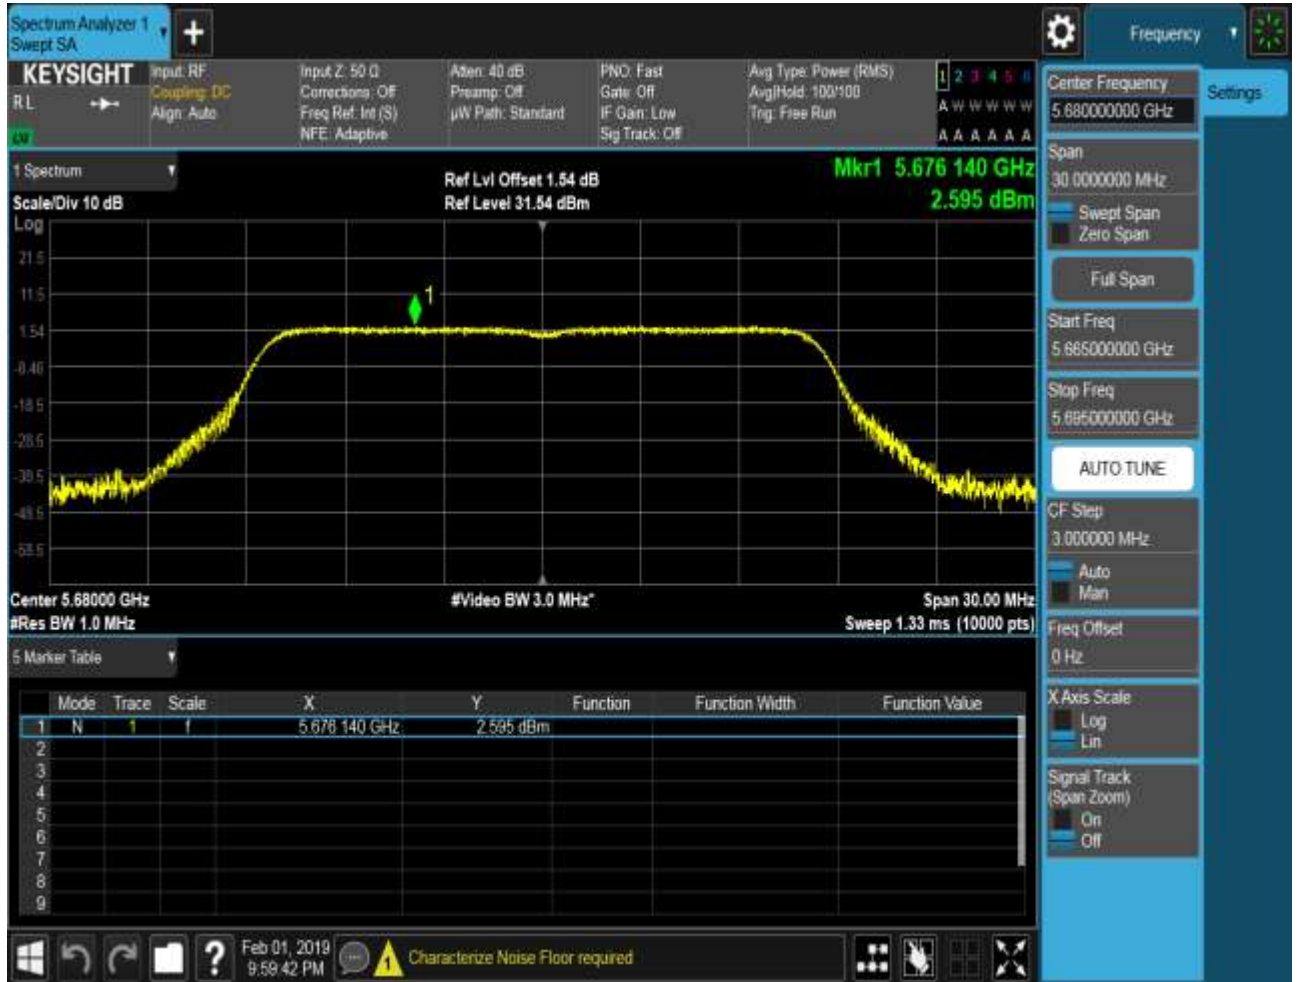 Spectrum Analyzer 1
Swept SA
+
Frequency
KEYSIGHT
RL
Input: RF
Coupling: DC
Align: Auto
Input Z: 50 Ω
Corrections: Off
Freq Ref: Int (S)
NFE: Adaptive
Atten: 40 dB
Preamp: Off
µW Path: Standard
PNO: Fast
Gate: Off
IF Gain: Low
Sig Track: Off
Avg Type: Power (RMS)
Avg|Hold: 100/100
Trig: Free Run
1 2 3 4 5 6
A W W W W W
A A A A A A
1 Spectrum
Scale/Div 10 dB
Ref Lvl Offset 1.54 dB
Ref Level 31.54 dBm
Mkr1 5.676 140 GHz
2.595 dBm
Log
21.5
11.5
1.54
-8.46
-18.5
-28.5
-38.5
-48.5
-58.5
1
Center 5.68000 GHz
#Res BW 1.0 MHz
#Video BW 3.0 MHz*
Span 30.00 MHz
Sweep 1.33 ms (10000 pts)
5 Marker Table
Mode Trace Scale X Y Function Function Width Function Value
1 N 1 f 5.676 140 GHz 2.595 dBm
2
3
4
5
6
7
8
9
Feb 01, 2019
9:59:42 PM
1
Characterize Noise Floor required
Center Frequency
5.680000000 GHz
Settings
Span
30.0000000 MHz
Swept Span
Zero Span
Full Span
Start Freq
5.665000000 GHz
Stop Freq
5.695000000 GHz
AUTO TUNE
CF Step
3.000000 MHz
Auto
Man
Freq Offset
0 Hz
X Axis Scale
Log
Lin
Signal Track
(Span Zoom)
On
Off